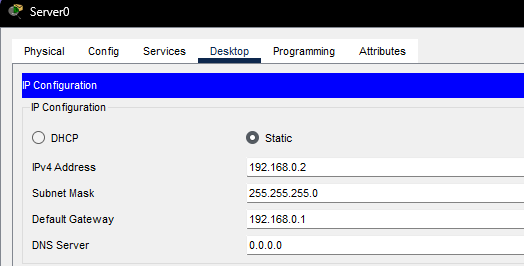 Server0
Physical Config Services Desktop Programming Attributes
IP Configuration
IP Configuration
DHCP Static
IPv4 Address 192.168.0.2
Subnet Mask 255.255.255.0
Default Gateway 192.168.0.1
DNS Server 0.0.0.0